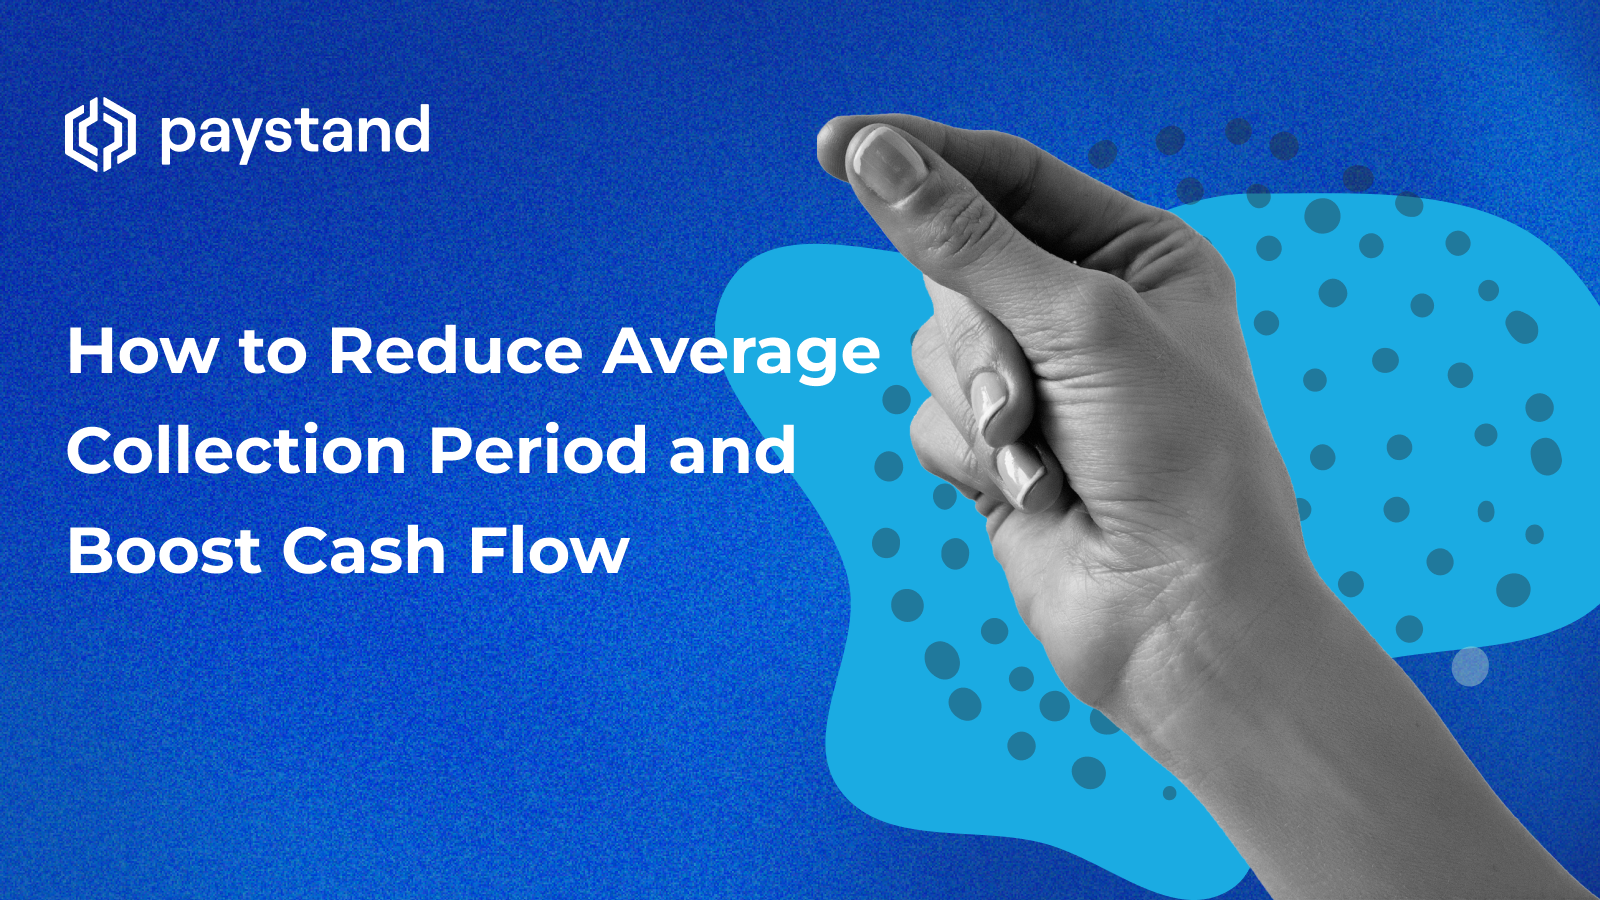 paystand
How to Reduce Average
Collection Period and
Boost Cash Flow